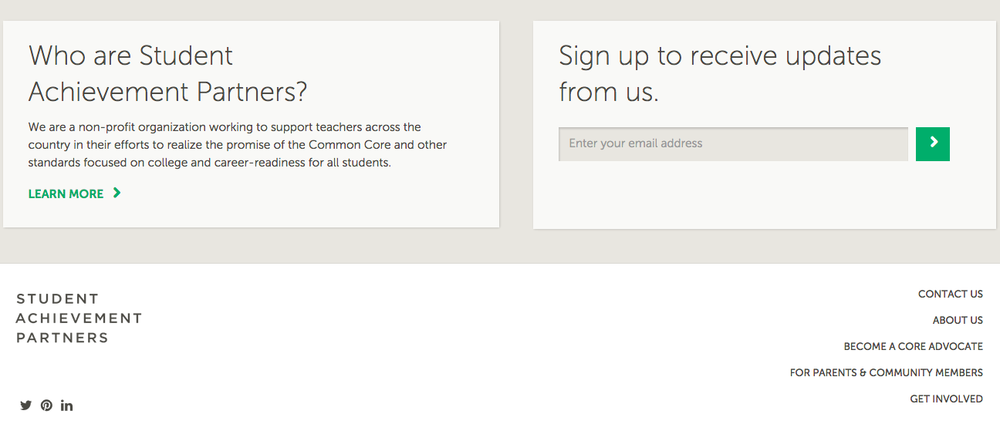 Who are Student
Achievement Partners?
We are a non-profit organization working to support teachers across the
country in their efforts to realize the promise of the Common Core and other
standards focused on college and career-readiness for all students.
LEARN MORE
Sign up to receive updates
from us.
Enter your email address
STUDENT
ACHIEVEMENT
PARTNERS
CONTACT US
ABOUT US
BECOME A CORE ADVOCATE
FOR PARENTS & COMMUNITY MEMBERS
GET INVOLVED